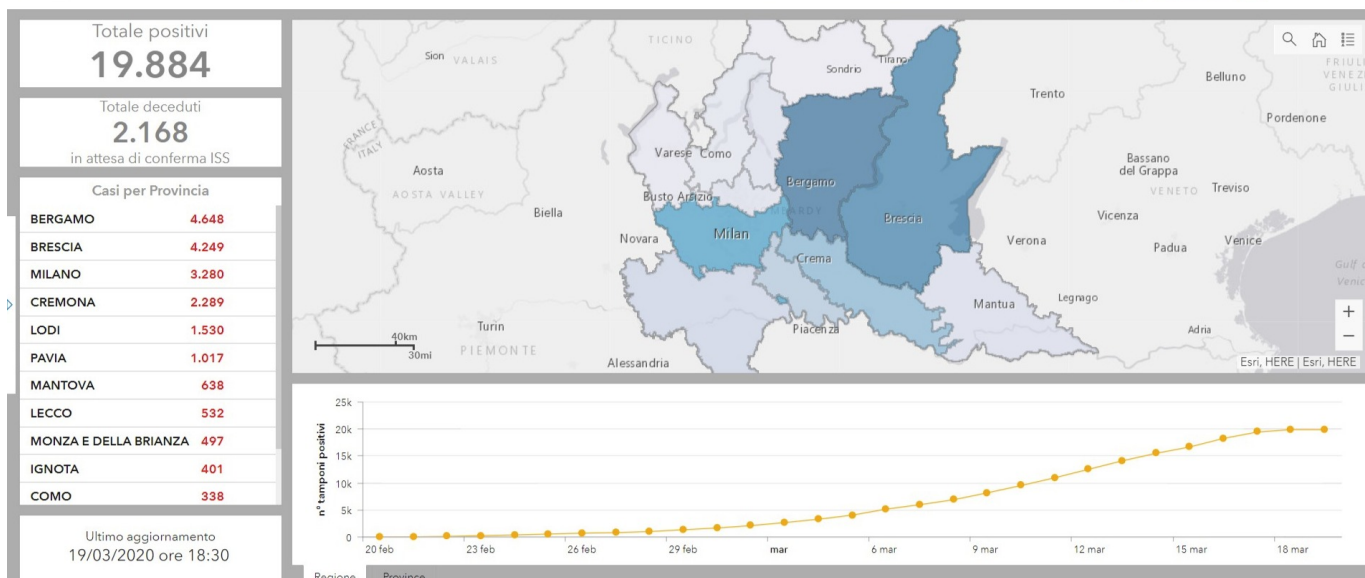 Totale positivi
19.884
Totale deceduti
2.168
in attesa di conferma ISS
Casi per Provincia
BERGAMO 4.648
BRESCIA 4.249
MILANO 3.280
CREMONA 2.289
LODI 1.530
PAVIA 1.017
MANTOVA 638
LECCO 532
MONZA E DELLA BRIANZA 497
IGNOTA 401
COMO 338
Ultimo aggiornamento
19/03/2020 ore 18:30
TICINO
Sion VALAIS
Sondrio
Tirano
Trento
Belluno
Pordenone
FRANCE
ITALY
Aosta
AOSTA VALLEY
Varese Como
Bergamo
Bassano
del Grappa
VENETO
Treviso
Busto Arsizio
Biella
Novara
Milan
Brescia
Vicenza
Verona
Padua
Venice
Crema
Mantua
Legnago
Adria
Turin
PIEMONTE
Piacenza
Alessandria
40km
30mi
+
−
Esri, HERE | Esri, HERE
n° tamponi positivi
25k
20k
15k
10k
5k
0
20 feb 23 feb 26 feb 29 feb mar 6 mar 9 mar 12 mar 15 mar 18 mar
Regione Province